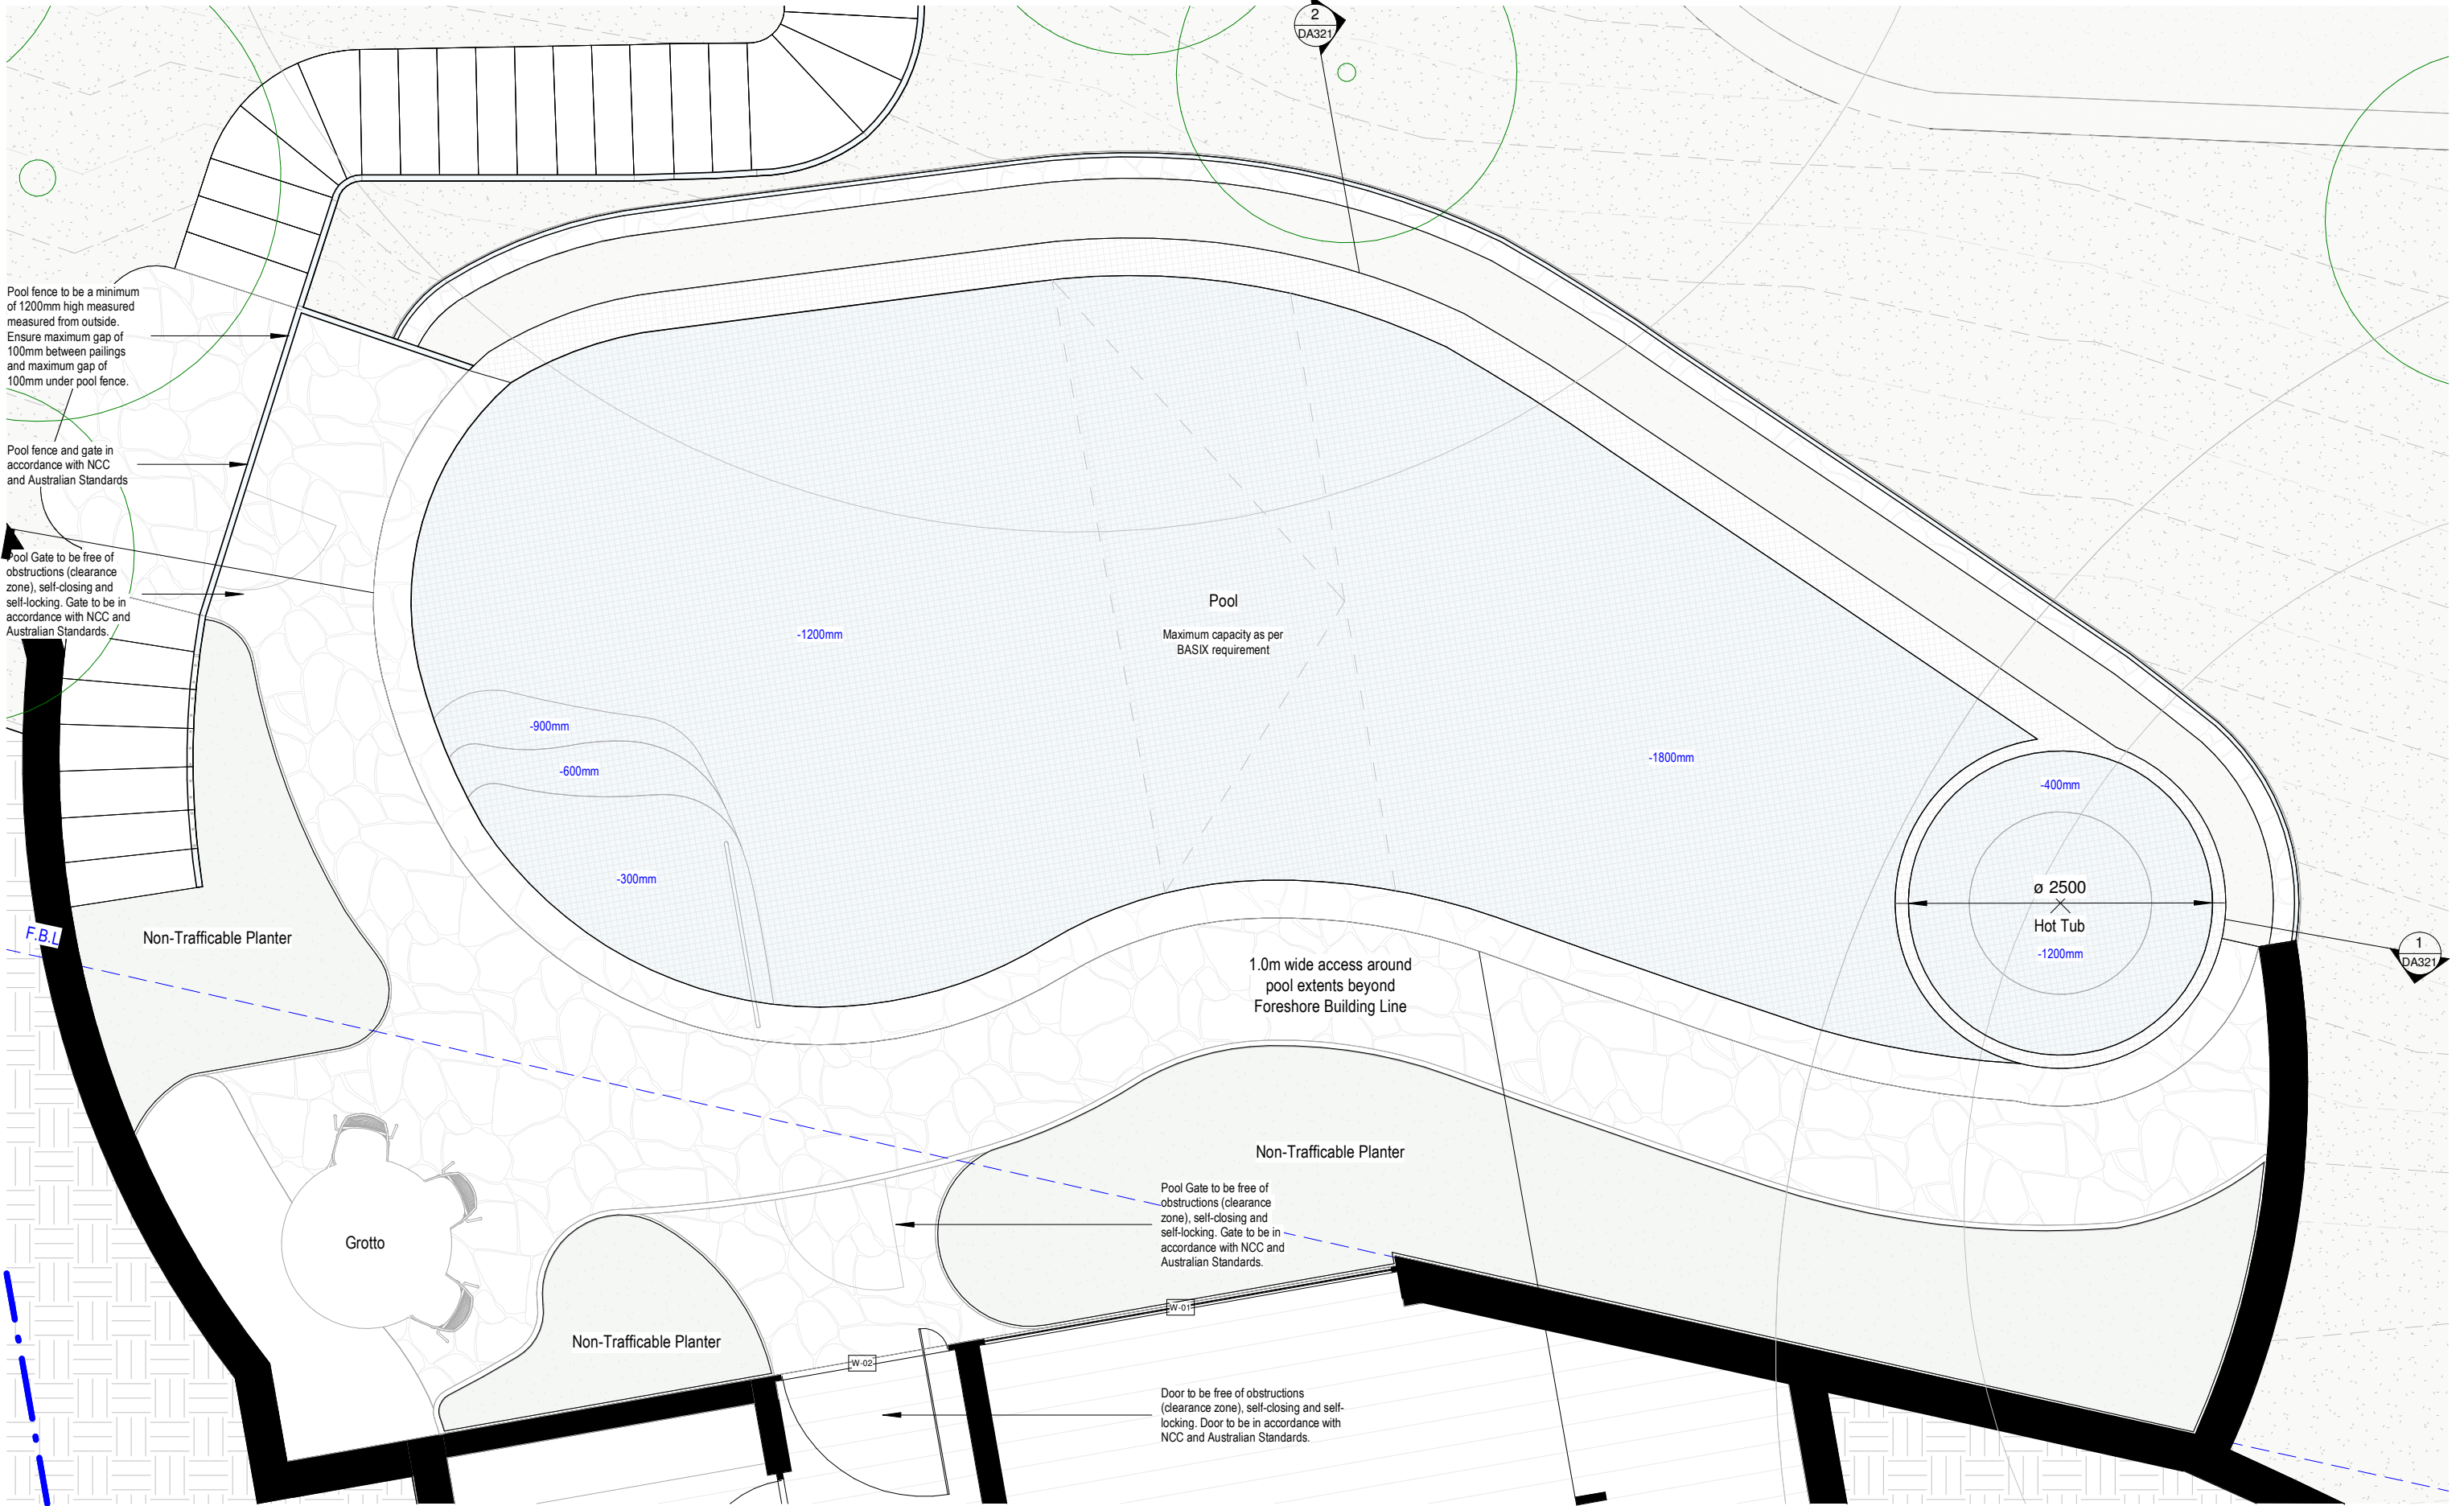 2
DA321
Pool fence to be a minimum
of 1200mm high measured
measured from outside.
Ensure maximum gap of
100mm between pailings
and maximum gap of
100mm under pool fence.
Pool fence and gate in
accordance with NCC
and Australian Standards
Pool Gate to be free of
obstructions (clearance
zone), self-closing and
self-locking. Gate to be in
accordance with NCC and
Australian Standards.
Pool
Maximum capacity as per
BASIX requirement
-1200mm
-900mm
-600mm
-300mm
-1800mm
-400mm
ø 2500
Hot Tub
-1200mm
1
DA321
F.B.L
Non-Trafficable Planter
1.0m wide access around
pool extents beyond
Foreshore Building Line
Non-Trafficable Planter
Pool Gate to be free of
obstructions (clearance
zone), self-closing and
self-locking. Gate to be in
accordance with NCC and
Australian Standards.
Grotto
W-01
Non-Trafficable Planter
W-02
Door to be free of obstructions
(clearance zone), self-closing and self-
locking. Door to be in accordance with
NCC and Australian Standards.